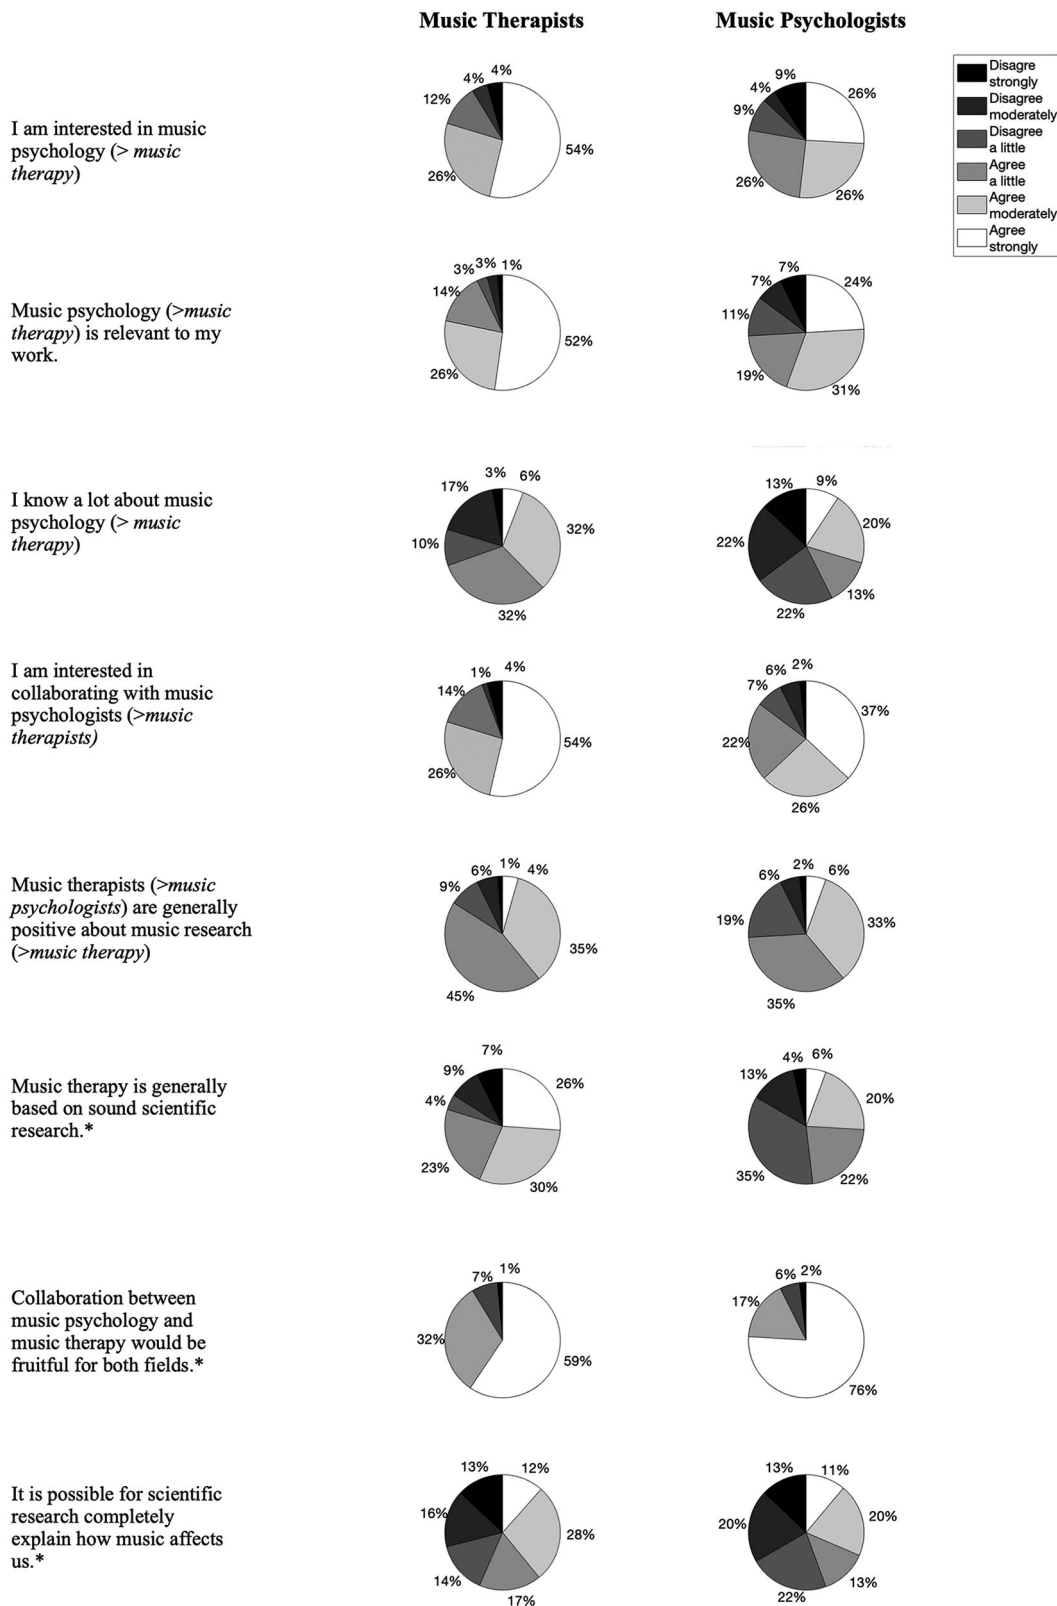 Music Therapists
Music Psychologists
Disagre
strongly
Disagree
moderately
Disagree
a little
Agree
a little
Agree
moderately
Agree
strongly
I am interested in music
psychology (> music
therapy)
4%
4%
12%
26%
54%
9%
4%
9%
26%
26%
26%
Music psychology (>music
therapy) is relevant to my
work.
3%
3%
1%
14%
26%
52%
7%
7%
11%
19%
31%
24%
I know a lot about music
psychology (> music
therapy)
3%
6%
17%
10%
32%
32%
13%
9%
22%
20%
22%
13%
I am interested in
collaborating with music
psychologists (>music
therapists)
1%
4%
14%
26%
54%
6%
2%
7%
22%
37%
26%
Music therapists (>music
psychologists) are generally
positive about music research
(>music therapy)
6%
1%
4%
9%
35%
45%
6%
2%
6%
19%
33%
35%
Music therapy is generally
based on sound scientific
research.*
7%
9%
4%
26%
23%
30%
4%
6%
13%
20%
35%
22%
Collaboration between
music psychology and
music therapy would be
fruitful for both fields.*
7%
1%
32%
59%
6%
2%
17%
76%
It is possible for scientific
research completely
explain how music affects
us.*
13%
12%
16%
28%
14%
17%
13%
11%
20%
20%
22%
13%